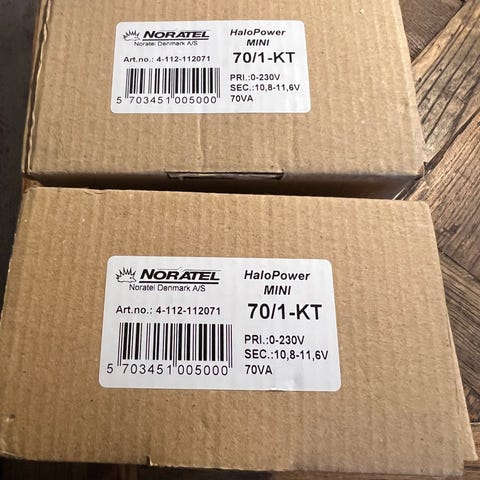 NORATEL
Noratel Denmark A/S
Art.no.: 4-112-112071
5 703451 005000
HaloPower
MINI
70/1-KT
PRI.:0-230V
SEC.:10,8-11,6V
70VA
NORATEL
Noratel Denmark A/S
Art.no.: 4-112-112071
5 703451 005000
HaloPower
MINI
70/1-KT
PRI.:0-230V
SEC.:10,8-11,6V
70VA